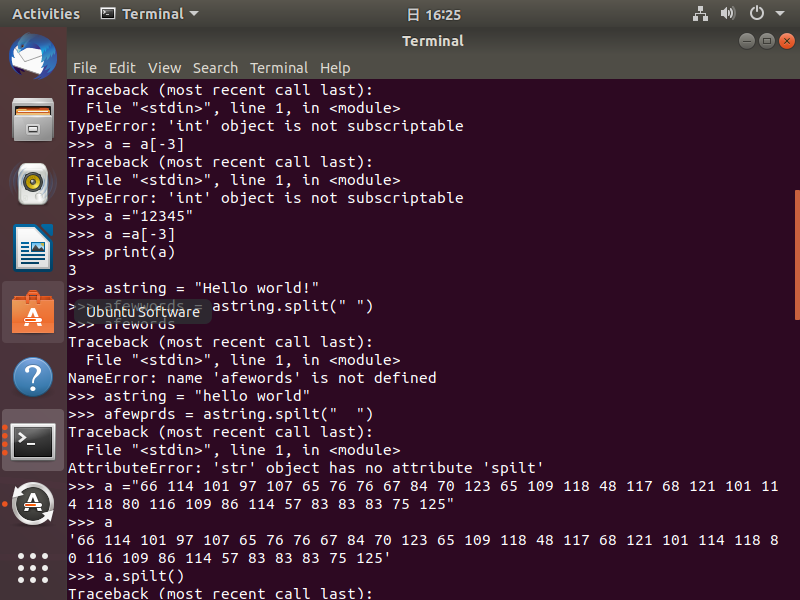 Activities Terminal 日 16:25
Terminal
File Edit View Search Terminal Help
Traceback (most recent call last):
  File "<stdin>", line 1, in <module>
TypeError: 'int' object is not subscriptable
>>> a = a[-3]
Traceback (most recent call last):
  File "<stdin>", line 1, in <module>
TypeError: 'int' object is not subscriptable
>>> a ="12345"
>>> a =a[-3]
>>> print(a)
3
>>> astring = "Hello world!"
>>> afewwords = astring.split(" ")
Ubuntu Software
>>> afewords
Traceback (most recent call last):
  File "<stdin>", line 1, in <module>
NameError: name 'afewords' is not defined
>>> astring = "hello world"
>>> afewprds = astring.spilt("  ")
Traceback (most recent call last):
  File "<stdin>", line 1, in <module>
AttributeError: 'str' object has no attribute 'spilt'
>>> a ="66 114 101 97 107 65 76 76 67 84 70 123 65 109 118 48 117 68 121 101 11
4 118 80 116 109 86 114 57 83 83 83 75 125"
>>> a
'66 114 101 97 107 65 76 76 67 84 70 123 65 109 118 48 117 68 121 101 114 118 8
0 116 109 86 114 57 83 83 83 75 125'
>>> a.spilt()
Traceback (most recent call last):